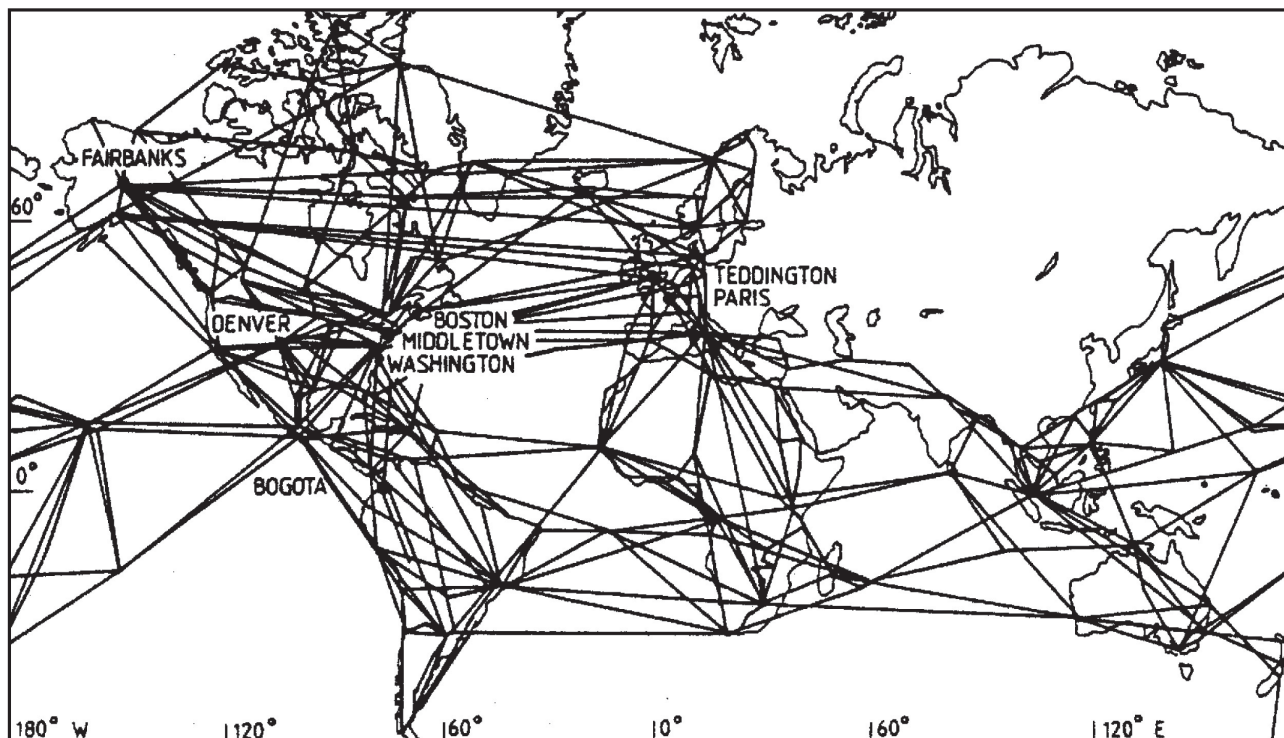 FAIRBANKS
60°
TEDDINGTON
PARIS
DENVER
BOSTON
MIDDLETOWN
WASHINGTON
0°
BOGOTA
180° W
120°
60°
0°
60°
120° E